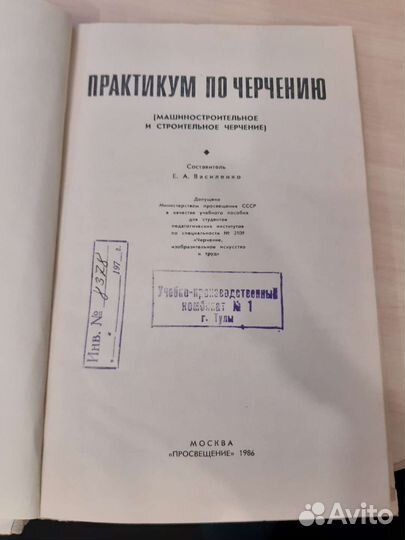 ПРАКТИКУМ ПО ЧЕРЧЕНИЮ
(МАШИНОСТРОИТЕЛЬНОЕ
И СТРОИТЕЛЬНОЕ ЧЕРЧЕНИЕ)
Составитель
Е. А. Василенко
Допущено
Министерством просвещения СССР
в качестве учебного пособия
для студентов
педагогических институтов
по специальности № 2109
«Черчение,
изобразительное искусство
и труд»
Инв. № 8378
197 г.
Учебно-производственный
комбинат № 1
г. Тулы
МОСКВА
«ПРОСВЕЩЕНИЕ» 1986
Avito